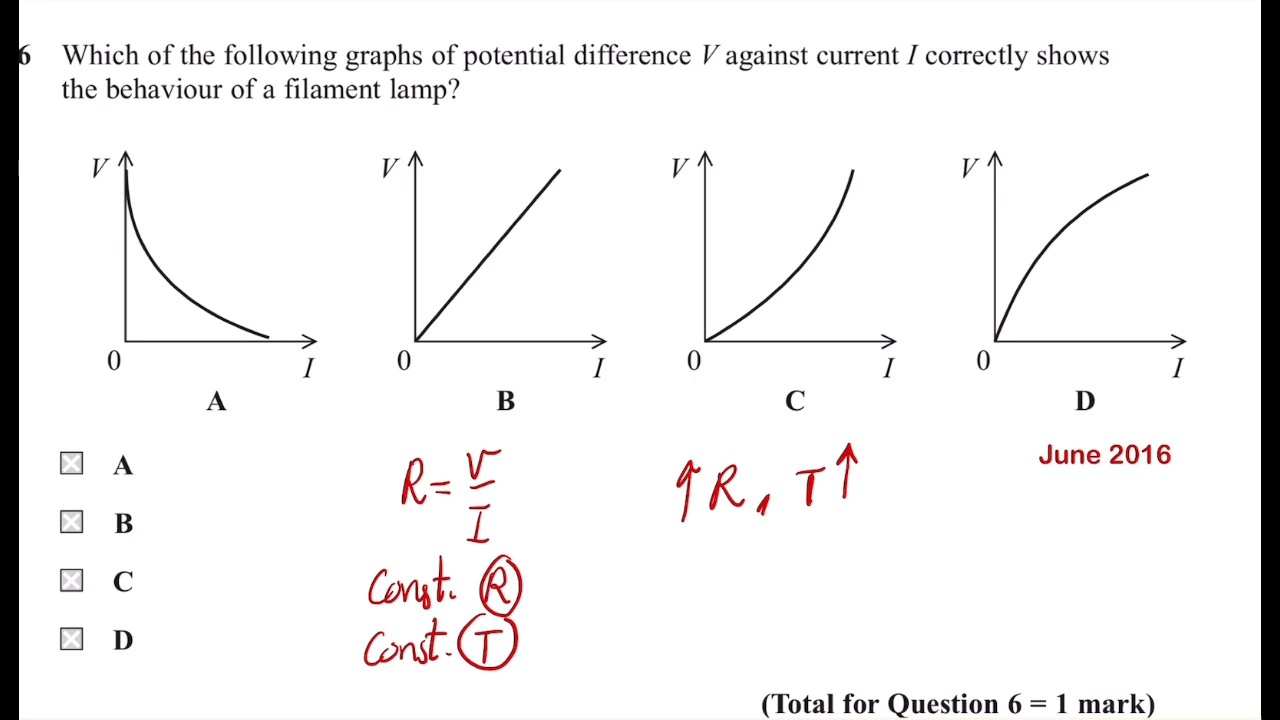 6 Which of the following graphs of potential difference V against current I correctly shows
the behaviour of a filament lamp?
V V V V
0 I 0 I 0 I 0 I
A B C D
A
B
C
D
June 2016
R = V
I
Const. R
Const. T
↑R, T↑
(Total for Question 6 = 1 mark)